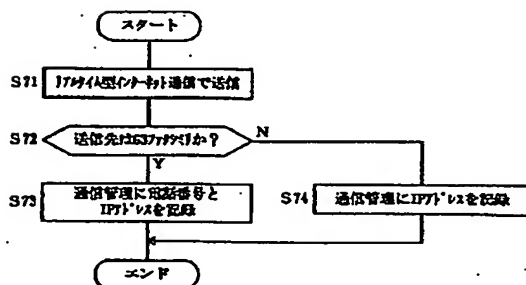 スタート
S71 ﾘｱﾙﾀｲﾑ型ｲﾝﾀｰﾈｯﾄ通信で送信
S72 送信先はG3ﾌｧｸｼﾐﾘか?
N
Y
S73 通信管理に電話番号と
IPｱﾄﾞﾚｽを記録
S74 通信管理にIPｱﾄﾞﾚｽを記録
エンド